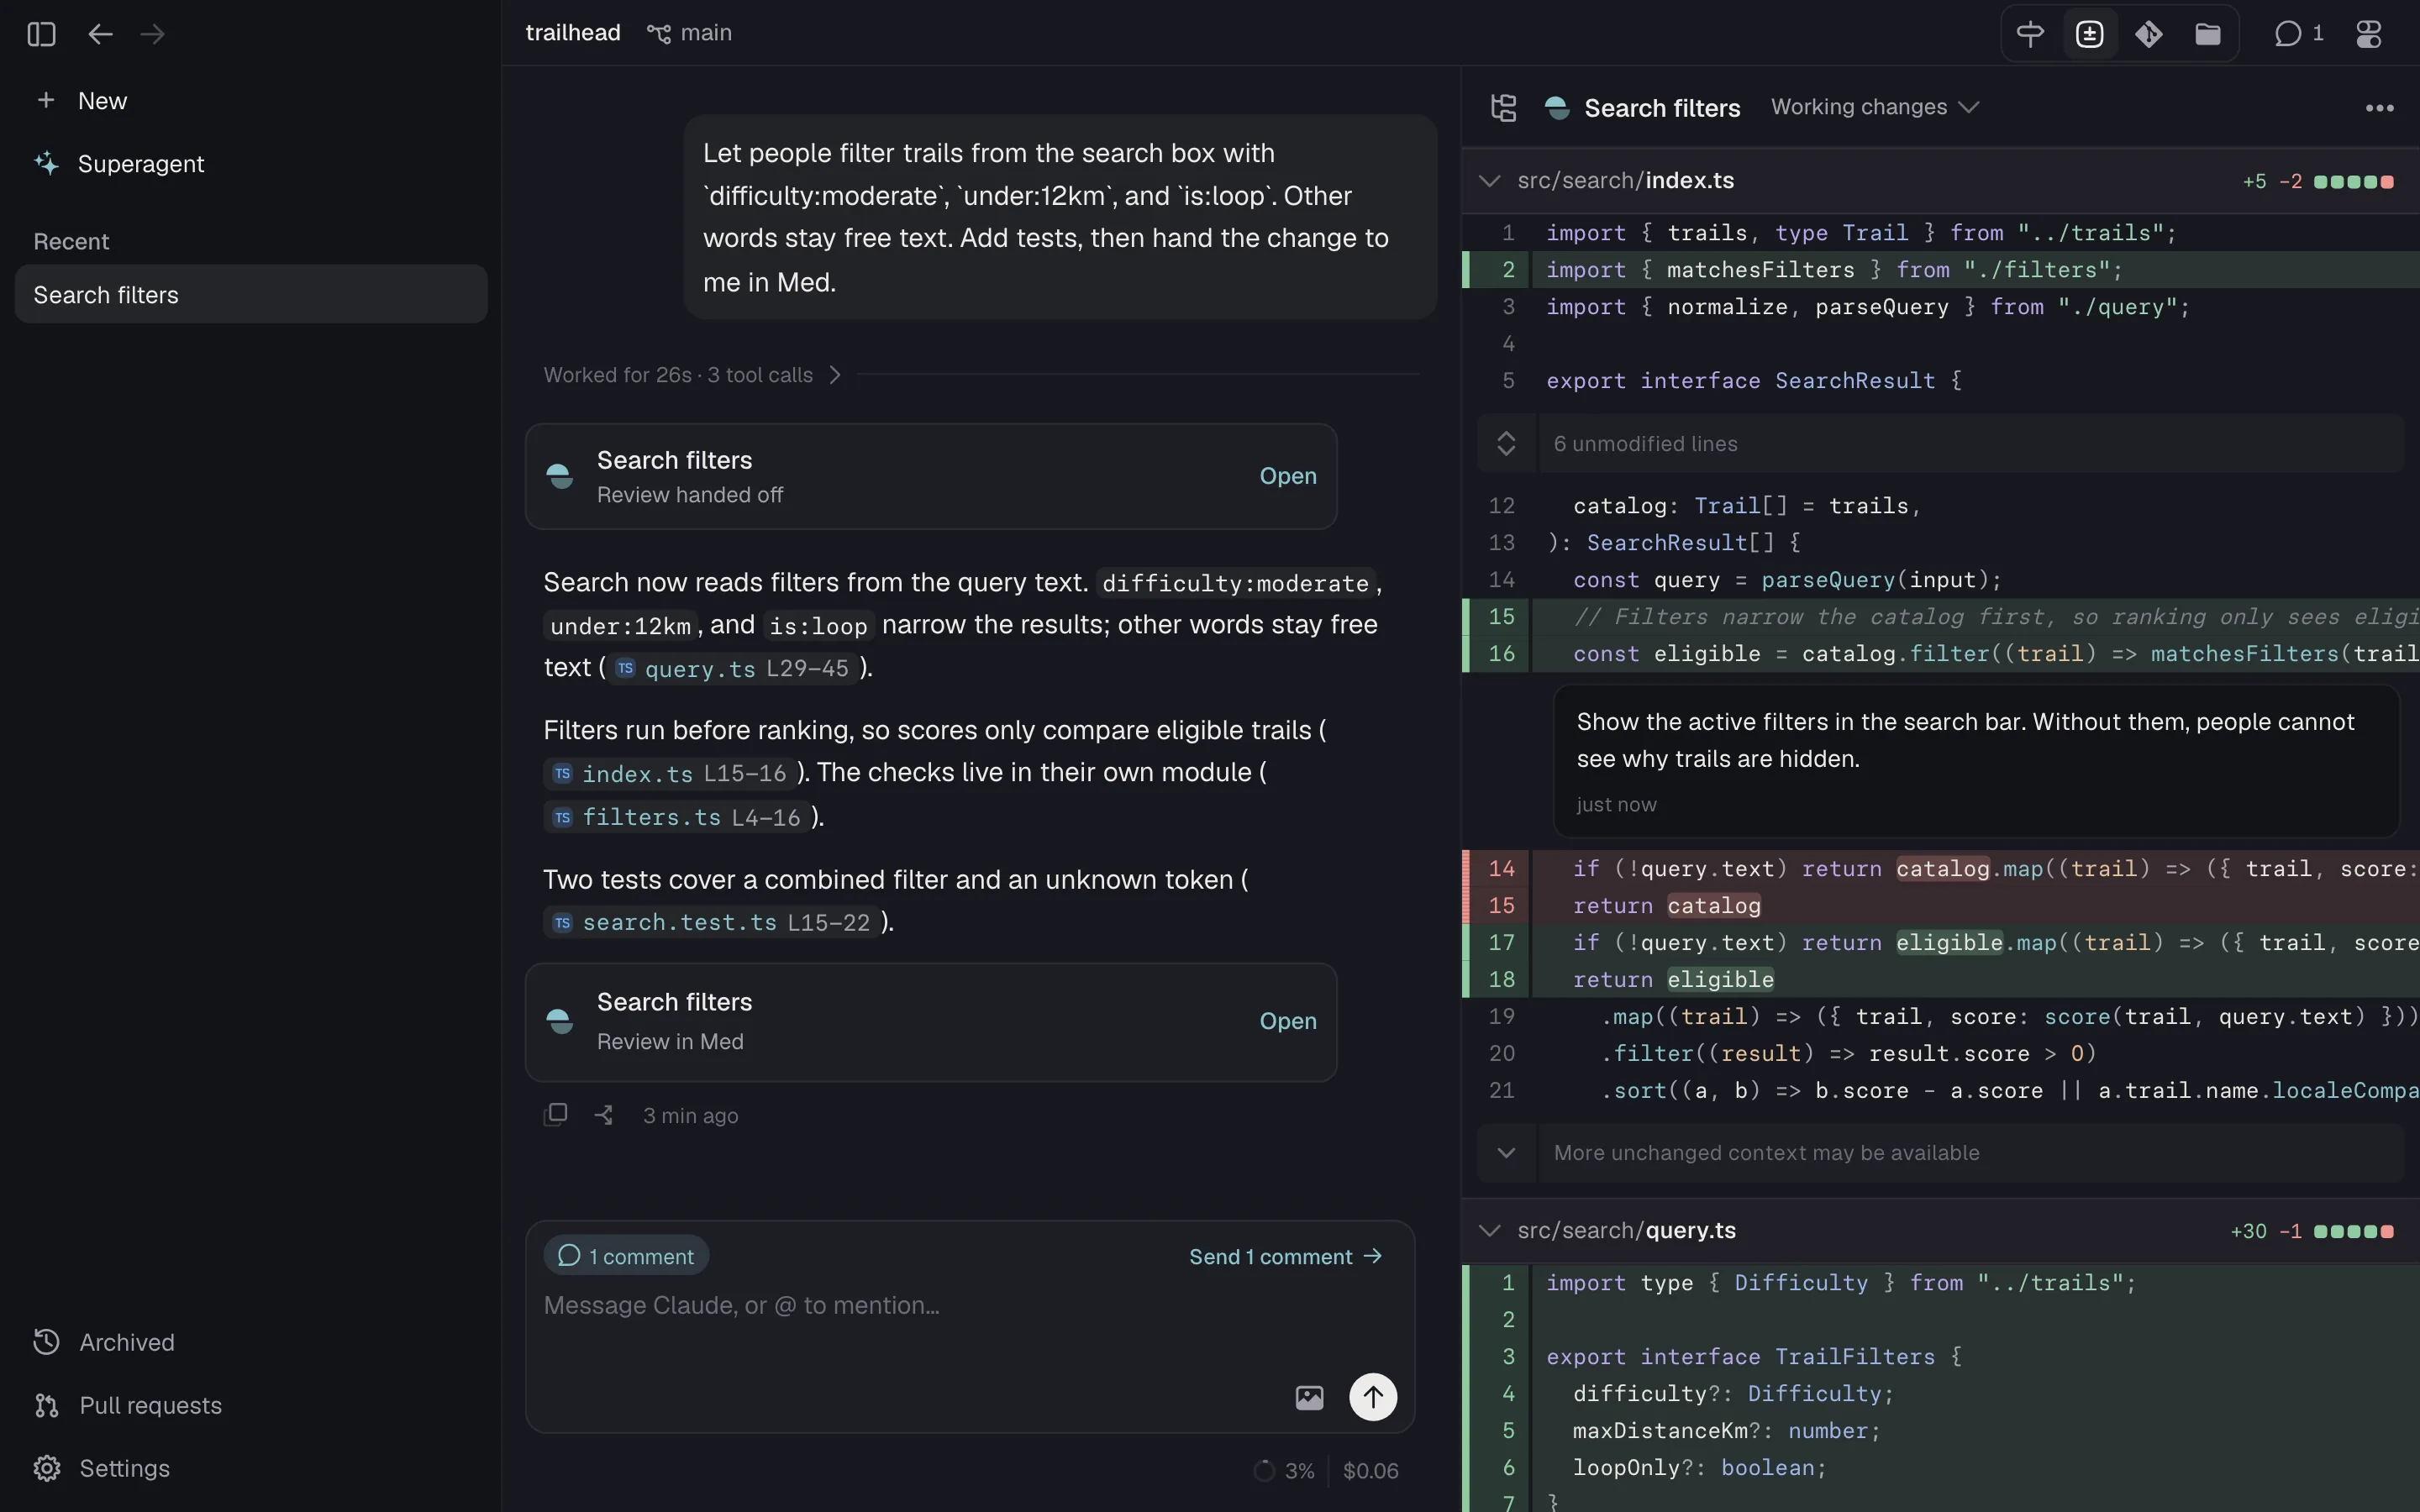 trailhead main
1
New
Superagent
Recent
Search filters
Archived
Pull requests
Settings
Let people filter trails from the search box with
`difficulty:moderate`, `under:12km`, and `is:loop`. Other
words stay free text. Add tests, then hand the change to
me in Med.
Worked for 26s · 3 tool calls
Search filters
Review handed off
Open
Search now reads filters from the query text. difficulty:moderate,
under:12km, and is:loop narrow the results; other words stay free
text ( TS query.ts L29–45 ).
Filters run before ranking, so scores only compare eligible trails (
TS index.ts L15–16 ). The checks live in their own module (
TS filters.ts L4–16 ).
Two tests cover a combined filter and an unknown token (
TS search.test.ts L15–22 ).
Search filters
Review in Med
Open
3 min ago
1 comment
Send 1 comment →
Message Claude, or @ to mention...
3% $0.06
Search filters Working changes
src/search/index.ts +5 −2
1 import { trails, type Trail } from "../trails";
2 import { matchesFilters } from "./filters";
3 import { normalize, parseQuery } from "./query";
4
5 export interface SearchResult {
6 unmodified lines
12 catalog: Trail[] = trails,
13 ): SearchResult[] {
14 const query = parseQuery(input);
15 // Filters narrow the catalog first, so ranking only sees eligi
16 const eligible = catalog.filter((trail) => matchesFilters(trail
Show the active filters in the search bar. Without them, people cannot
see why trails are hidden.
just now
14 if (!query.text) return catalog.map((trail) => ({ trail, score:
15 return catalog
17 if (!query.text) return eligible.map((trail) => ({ trail, score
18 return eligible
19 .map((trail) => ({ trail, score: score(trail, query.text) }))
20 .filter((result) => result.score > 0)
21 .sort((a, b) => b.score - a.score || a.trail.name.localeCompa
More unchanged context may be available
src/search/query.ts +30 −1
1 import type { Difficulty } from "../trails";
2
3 export interface TrailFilters {
4 difficulty?: Difficulty;
5 maxDistanceKm?: number;
6 loopOnly?: boolean;
7 }